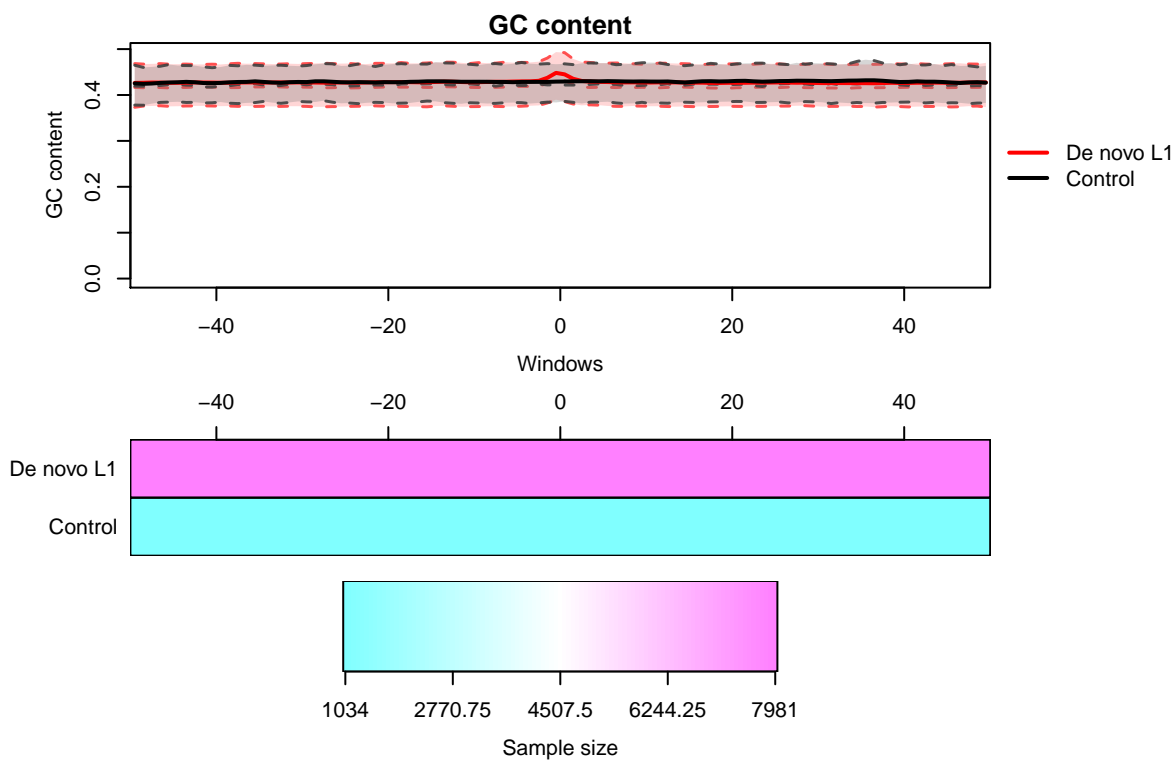 GC content
GC content
0.0
0.2
0.4
De novo L1
Control
−40 −20 0 20 40
Windows
−40 −20 0 20 40
De novo L1
Control
1034 2770.75 4507.5 6244.25 7981
Sample size